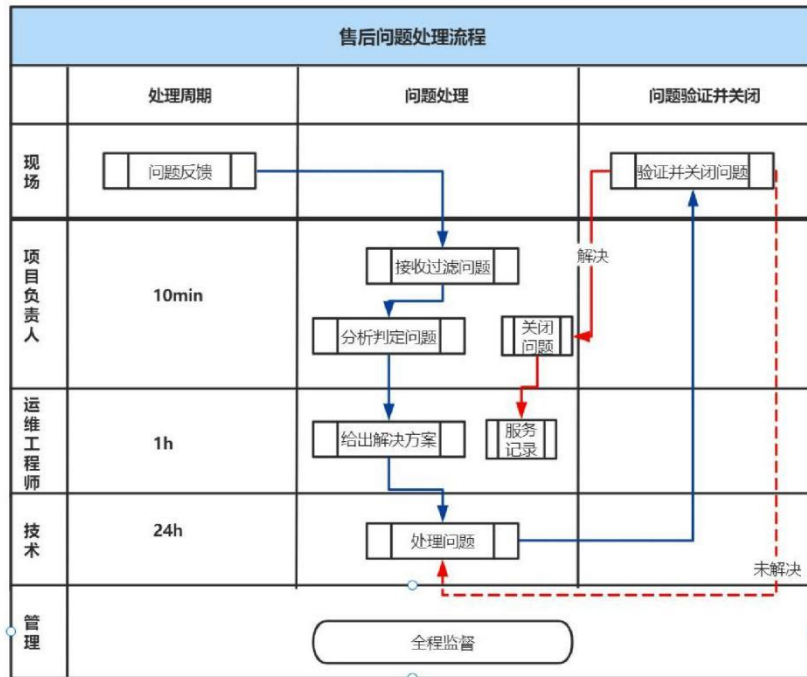 售后问题处理流程
处理周期
问题处理
问题验证并关闭
现
场
问题反馈
验证并关闭问题
项
目
负
责
人
10min
接收过滤问题
解决
分析判定问题
关闭
问题
运
维
工
程
师
1h
给出解决方案
服务
记录
技
术
24h
处理问题
未解决
管
理
全程监督